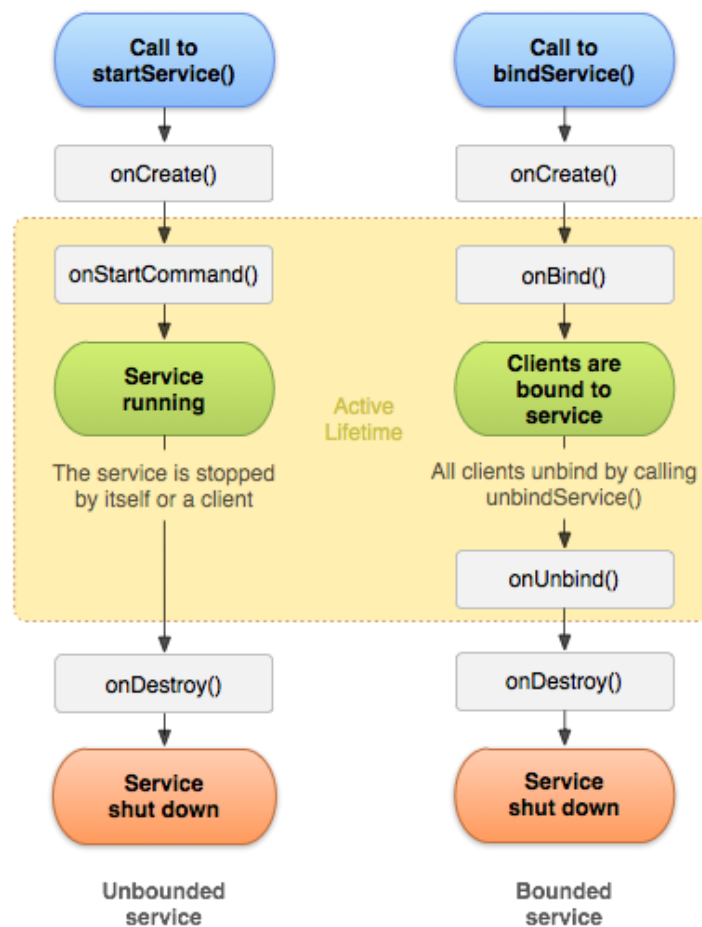 Call to
startService()
onCreate()
onStartCommand()
Service
running
The service is stopped
by itself or a client
onDestroy()
Service
shut down
Unbounded
service
Active
Lifetime
Call to
bindService()
onCreate()
onBind()
Clients are
bound to
service
All clients unbind by calling
unbindService()
onUnbind()
onDestroy()
Service
shut down
Bounded
service